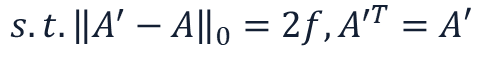 s.t. ‖A′ − A‖₀ = 2f, A′ᵀ = A′